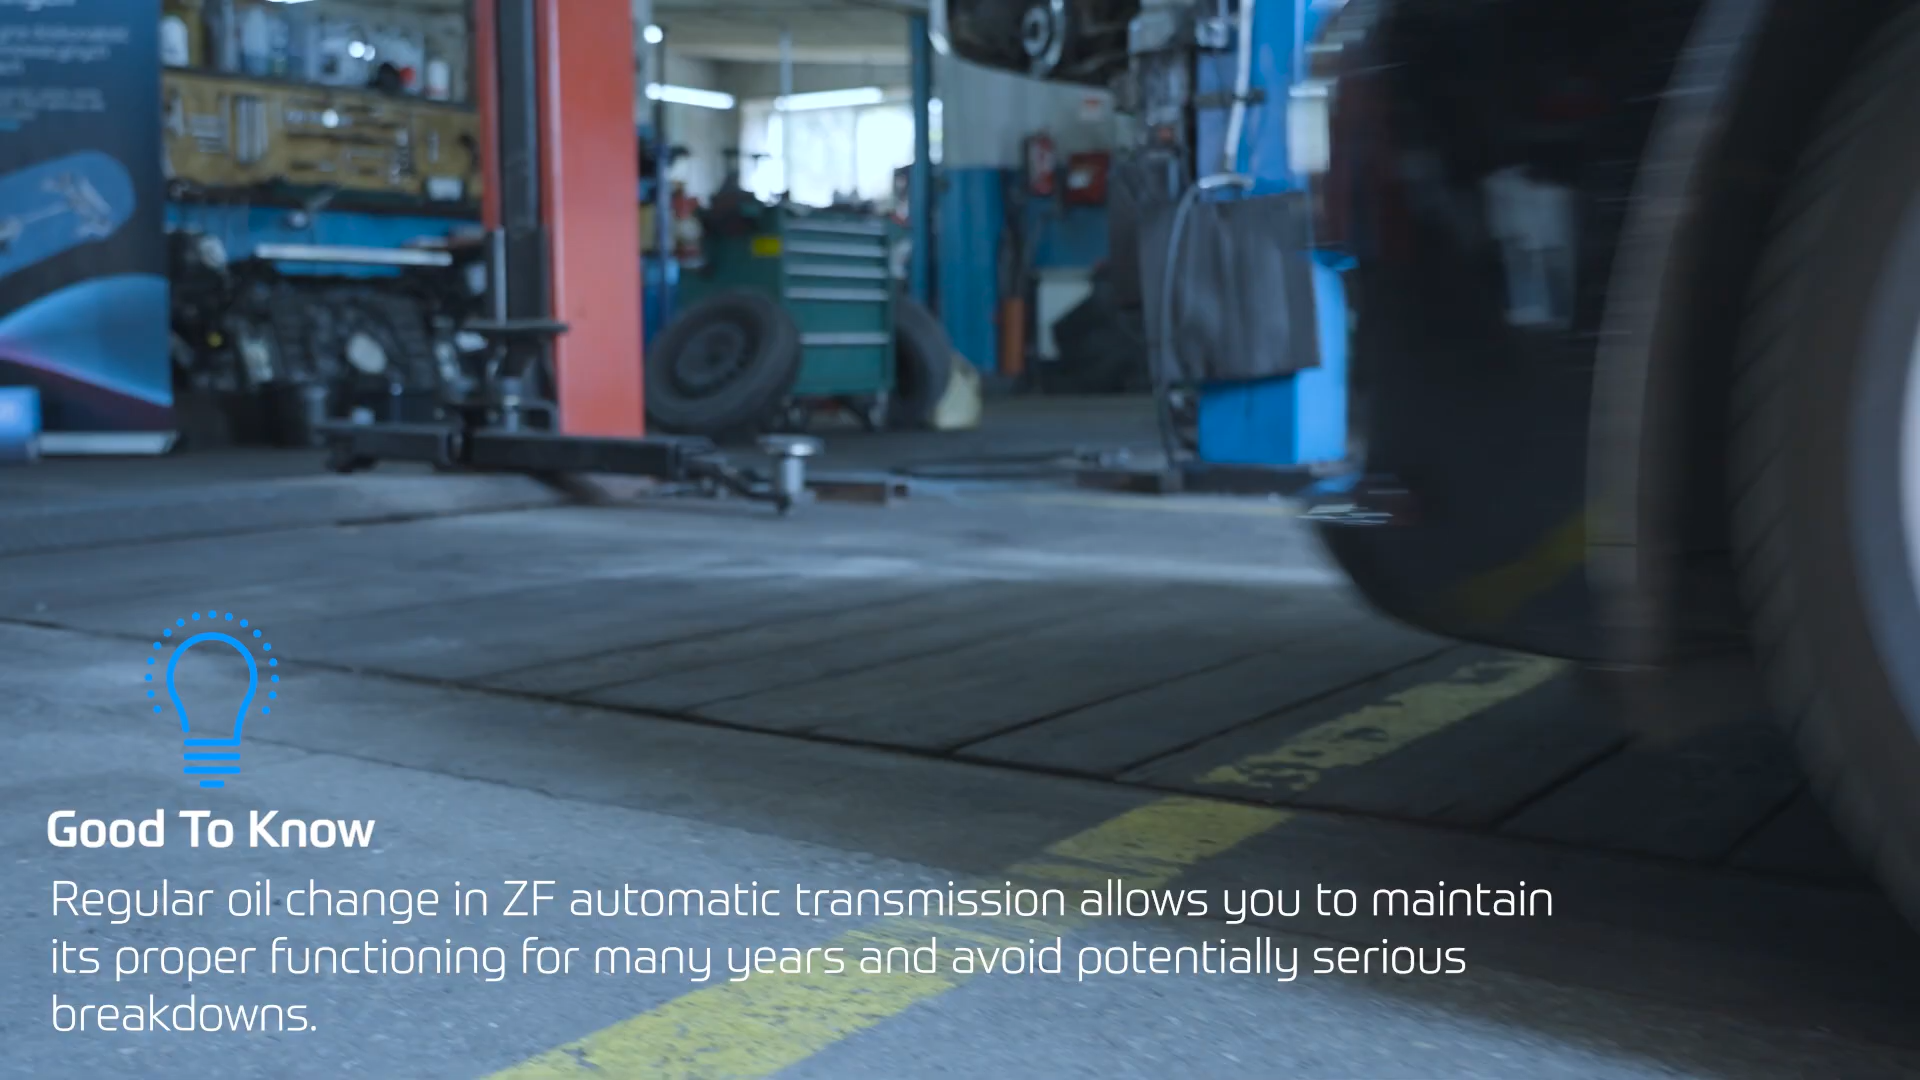 Good To Know
Regular oil change in ZF automatic transmission allows you to maintain
its proper functioning for many years and avoid potentially serious
breakdowns.